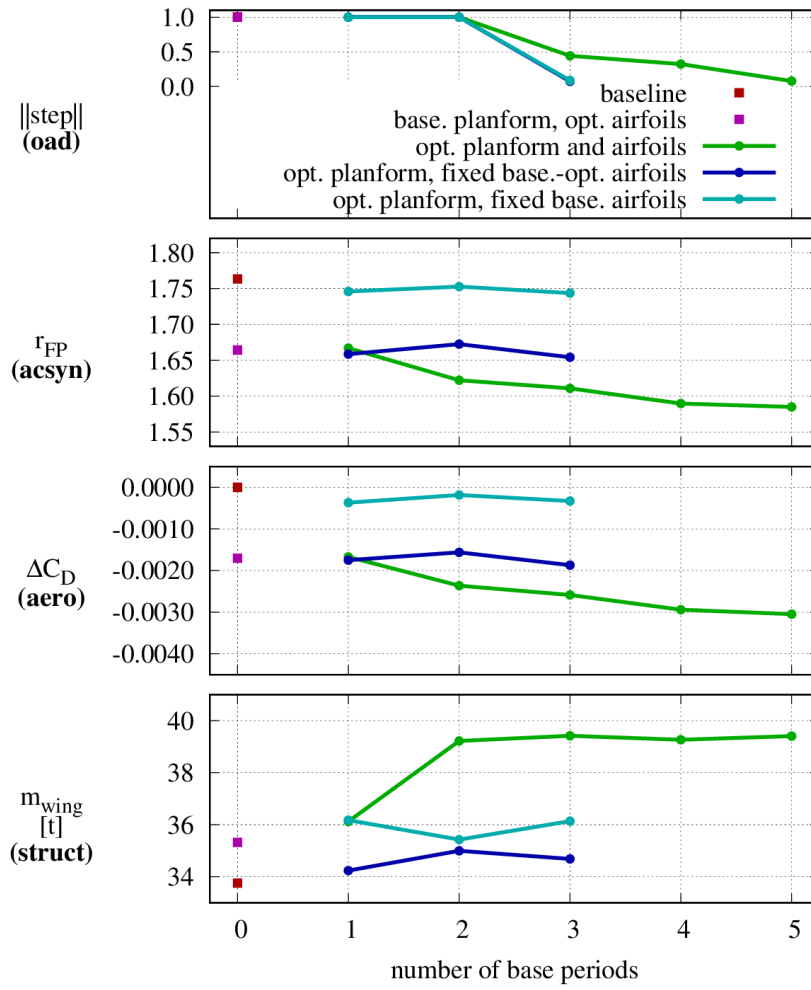 1.0
0.5
0.0
||step||
(oad)
baseline
base. planform, opt. airfoils
opt. planform and airfoils
opt. planform, fixed base.-opt. airfoils
opt. planform, fixed base. airfoils
1.80
1.75
1.70
1.65
1.60
1.55
rFP
(acsyn)
0.0000
-0.0010
-0.0020
-0.0030
-0.0040
ΔCD
(aero)
40
38
36
34
mwing
[t]
(struct)
0 1 2 3 4 5
number of base periods